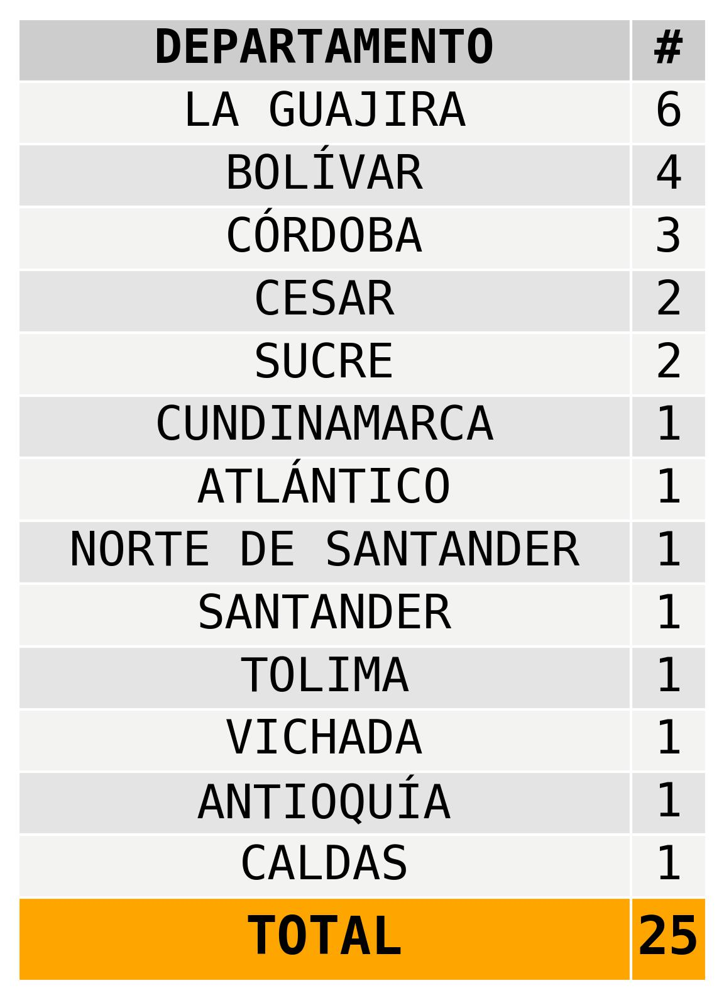 DEPARTAMENTO #
LA GUAJIRA 6
BOLÍVAR 4
CÓRDOBA 3
CESAR 2
SUCRE 2
CUNDINAMARCA 1
ATLÁNTICO 1
NORTE DE SANTANDER 1
SANTANDER 1
TOLIMA 1
VICHADA 1
ANTIOQUÍA 1
CALDAS 1
TOTAL 25